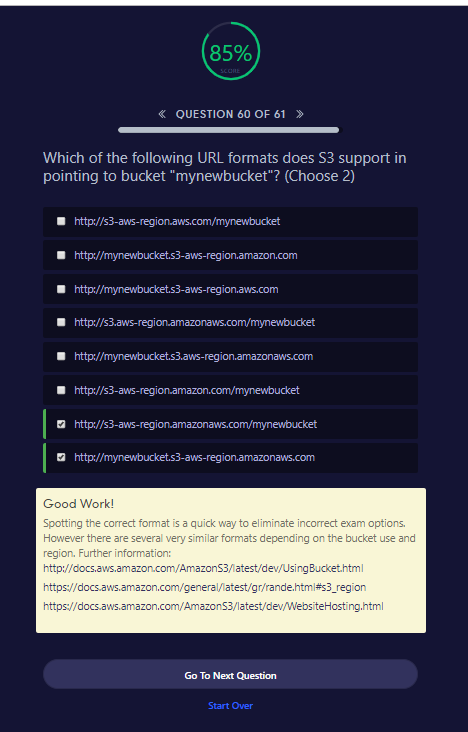 85%
SCORE
« QUESTION 60 OF 61 »
Which of the following URL formats does S3 support in
pointing to bucket "mynewbucket"? (Choose 2)
http://s3-aws-region.aws.com/mynewbucket
http://mynewbucket.s3-aws-region.amazon.com
http://mynewbucket.s3-aws-region.aws.com
http://s3.aws-region.amazonaws.com/mynewbucket
http://mynewbucket.s3.aws-region.amazonaws.com
http://s3-aws-region.amazon.com/mynewbucket
http://s3-aws-region.amazonaws.com/mynewbucket
http://mynewbucket.s3-aws-region.amazonaws.com
Good Work!
Spotting the correct format is a quick way to eliminate incorrect exam options.
However there are several very similar formats depending on the bucket use and
region. Further information:
http://docs.aws.amazon.com/AmazonS3/latest/dev/UsingBucket.html
https://docs.aws.amazon.com/general/latest/gr/rande.html#s3_region
https://docs.aws.amazon.com/AmazonS3/latest/dev/WebsiteHosting.html
Go To Next Question
Start Over